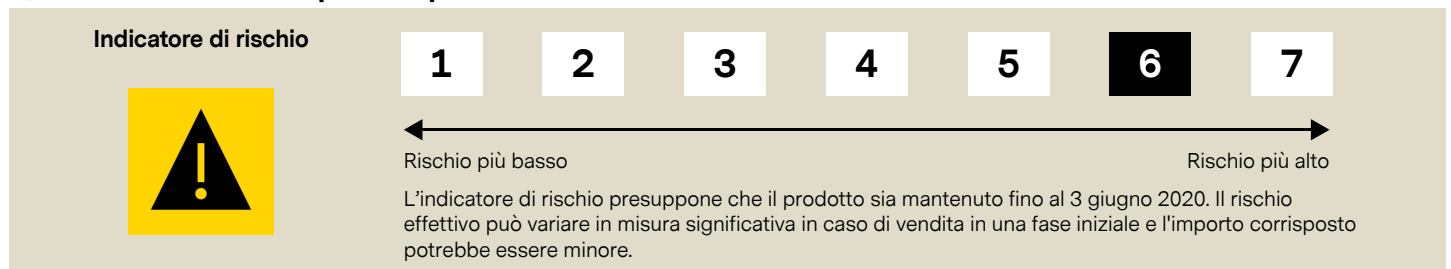 Indicatore di rischio
1 2 3 4 5 6 7
Rischio più basso Rischio più alto
L'indicatore di rischio presuppone che il prodotto sia mantenuto fino al 3 giugno 2020. Il rischio
effettivo può variare in misura significativa in caso di vendita in una fase iniziale e l'importo corrisposto
potrebbe essere minore.